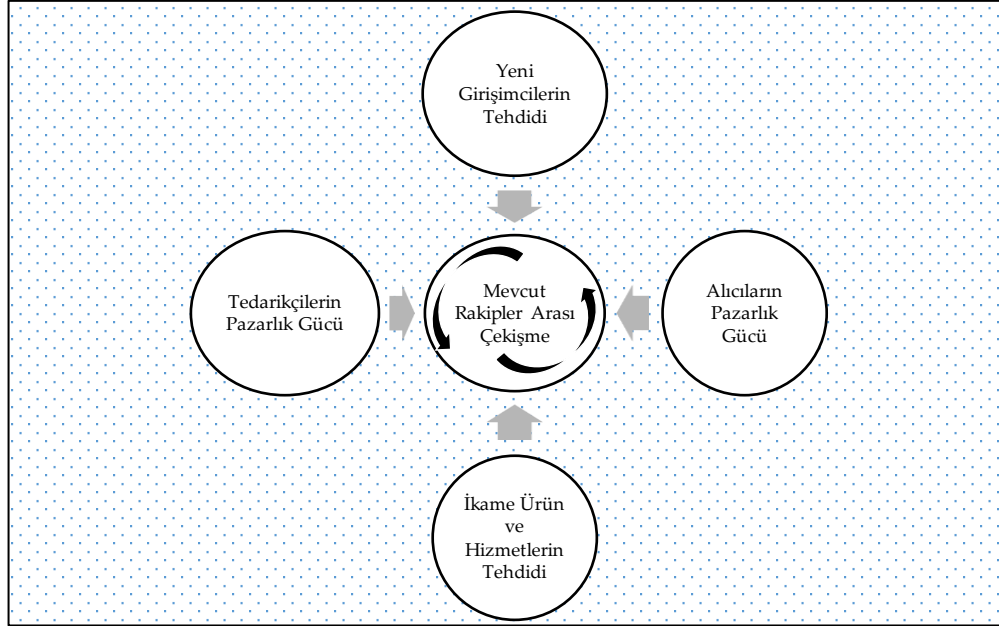 Yeni
Girişimcilerin
Tehdidi
Tedarikçilerin
Pazarlık Gücü
Mevcut
Rakipler Arası
Çekişme
Alıcıların
Pazarlık
Gücü
İkame Ürün
ve
Hizmetlerin
Tehdidi